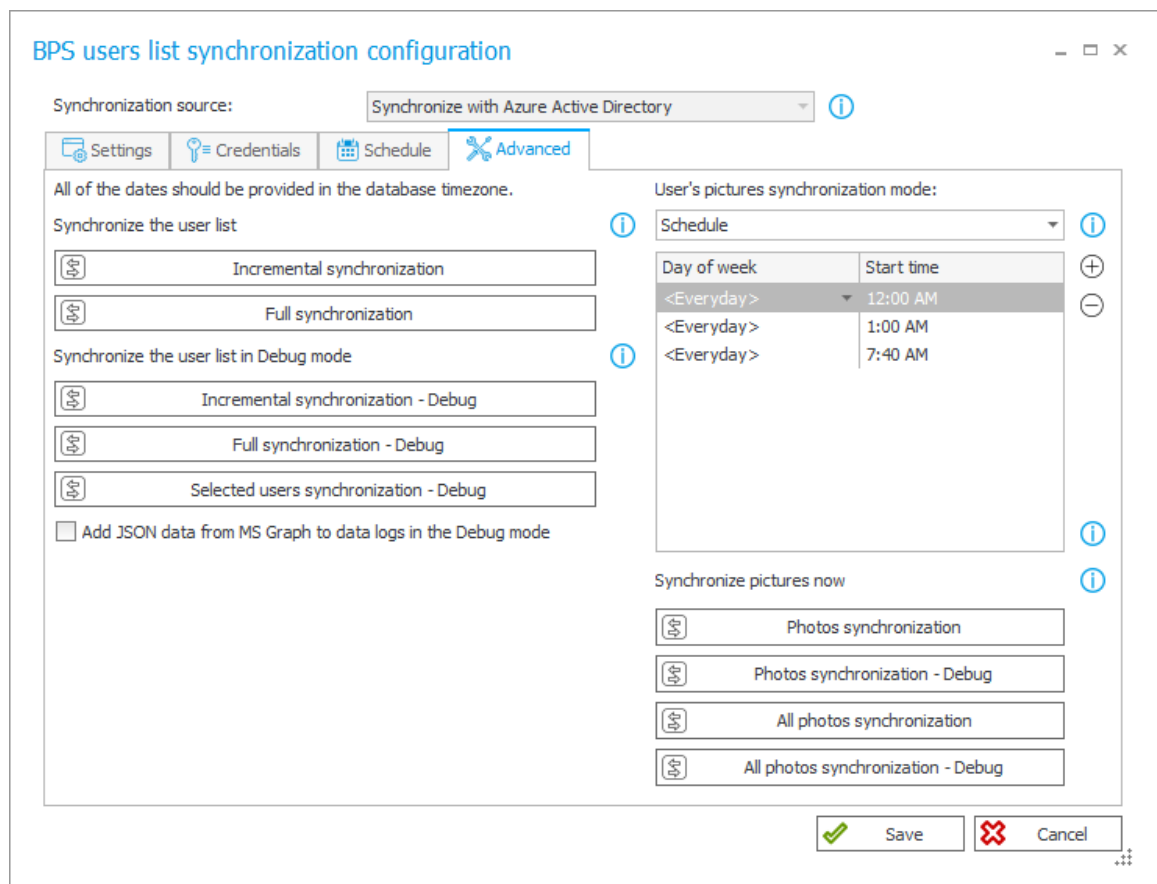 BPS users list synchronization configuration
Synchronization source:
Synchronize with Azure Active Directory
Settings
Credentials
Schedule
Advanced
All of the dates should be provided in the database timezone.
Synchronize the user list
Incremental synchronization
Full synchronization
Synchronize the user list in Debug mode
Incremental synchronization - Debug
Full synchronization - Debug
Selected users synchronization - Debug
Add JSON data from MS Graph to data logs in the Debug mode
User's pictures synchronization mode:
Schedule
Day of week Start time
<Everyday> 12:00 AM
<Everyday> 1:00 AM
<Everyday> 7:40 AM
Synchronize pictures now
Photos synchronization
Photos synchronization - Debug
All photos synchronization
All photos synchronization - Debug
Save
Cancel